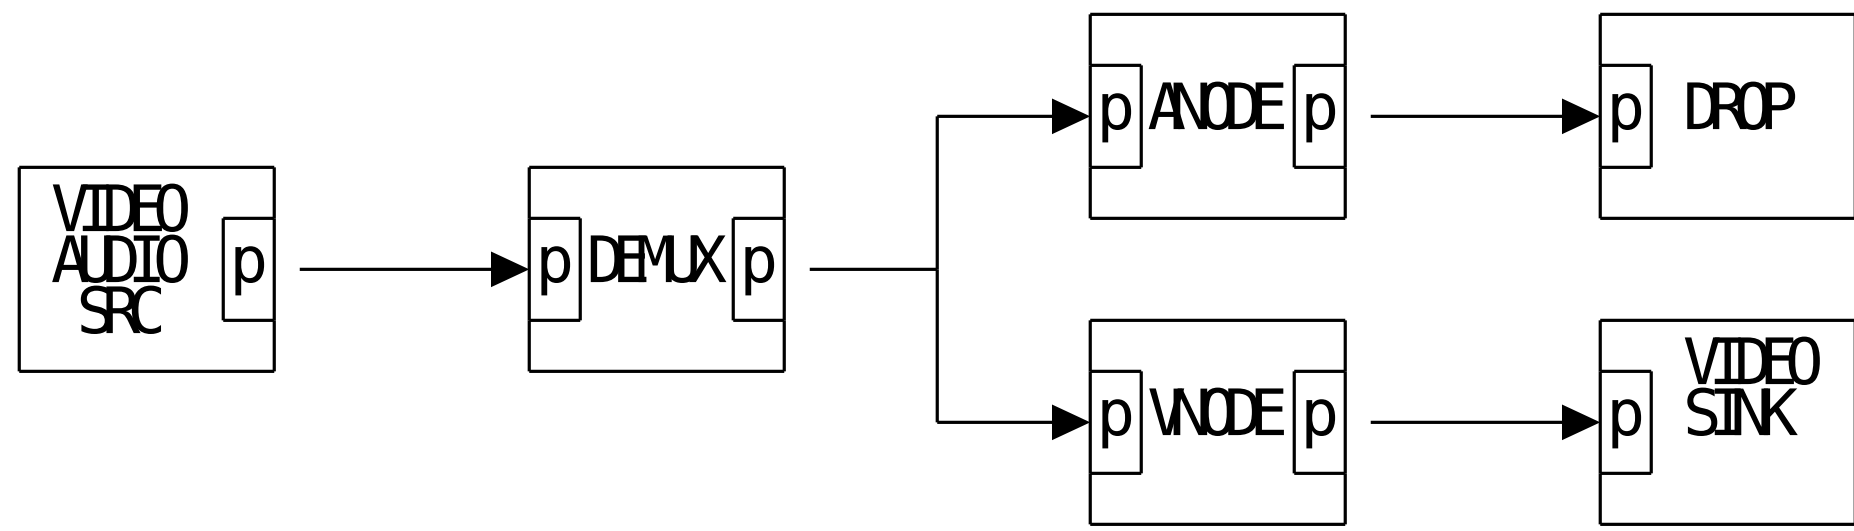 VIDEO
AUDIO
SRC
p
p DEMUX p
p ANODE p
p DROP
p VNODE p
p VIDEO
SINK